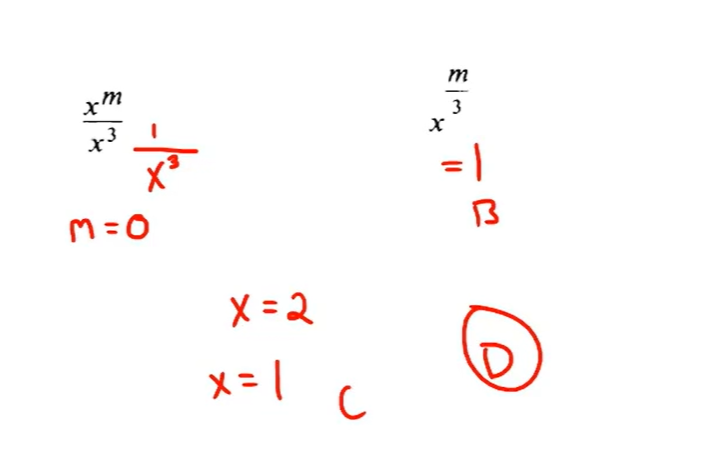 x^m/x^3 1/x^3
m = 0
x^(m/3)
= 1
B
x = 2
x = 1 C
D